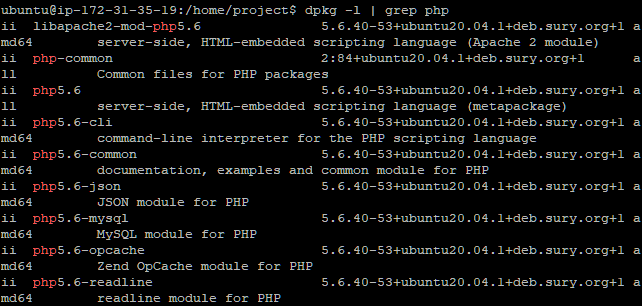 ubuntu@ip-172-31-35-19:/home/project$ dpkg -l | grep php
ii  libapache2-mod-php5.6               5.6.40-53+ubuntu20.04.1+deb.sury.org+1 a
md64        server-side, HTML-embedded scripting language (Apache 2 module)
ii  php-common                          2:84+ubuntu20.04.1+deb.sury.org+1      a
ll          Common files for PHP packages
ii  php5.6                              5.6.40-53+ubuntu20.04.1+deb.sury.org+1 a
ll          server-side, HTML-embedded scripting language (metapackage)
ii  php5.6-cli                          5.6.40-53+ubuntu20.04.1+deb.sury.org+1 a
md64        command-line interpreter for the PHP scripting language
ii  php5.6-common                       5.6.40-53+ubuntu20.04.1+deb.sury.org+1 a
md64        documentation, examples and common module for PHP
ii  php5.6-json                         5.6.40-53+ubuntu20.04.1+deb.sury.org+1 a
md64        JSON module for PHP
ii  php5.6-mysql                        5.6.40-53+ubuntu20.04.1+deb.sury.org+1 a
md64        MySQL module for PHP
ii  php5.6-opcache                      5.6.40-53+ubuntu20.04.1+deb.sury.org+1 a
md64        Zend OpCache module for PHP
ii  php5.6-readline                     5.6.40-53+ubuntu20.04.1+deb.sury.org+1 a
md64        readline module for PHP